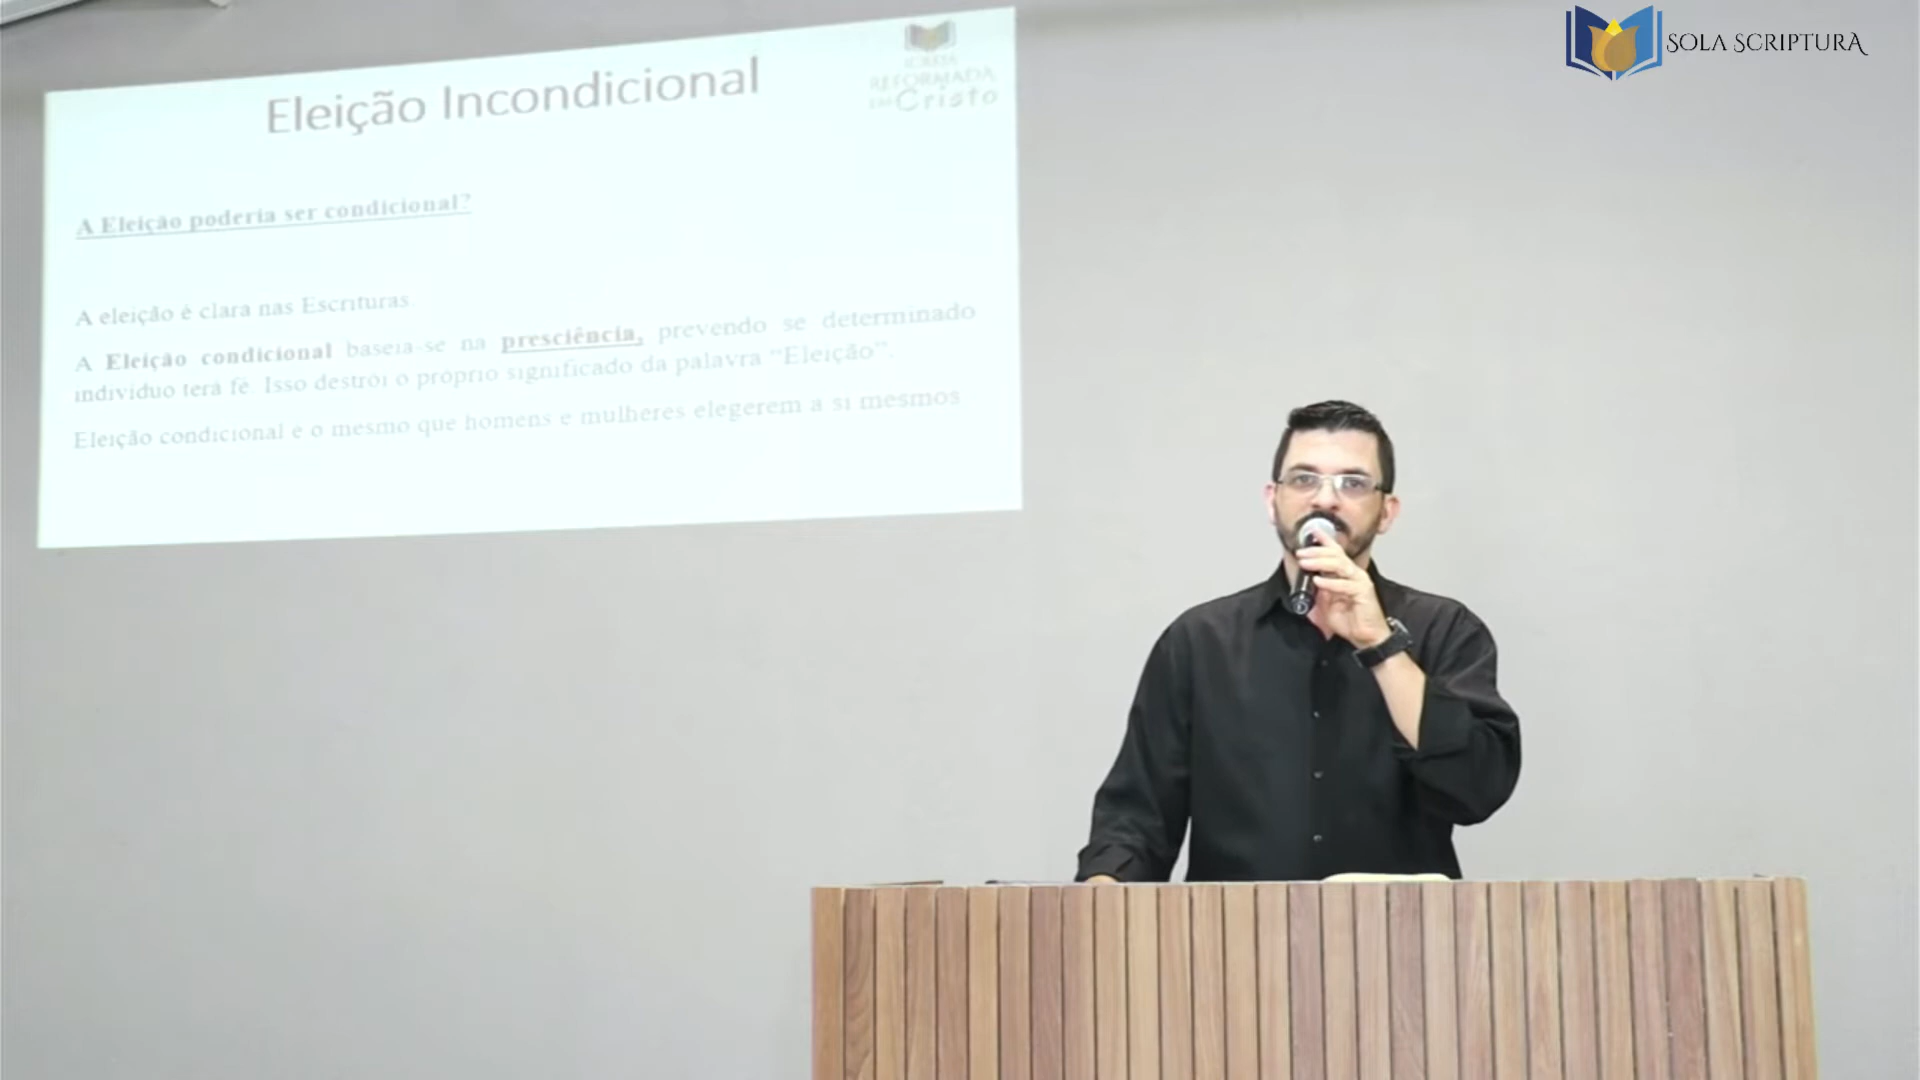 SOLA SCRIPTURA
IGREJA
REFORMADA
EM Cristo
Eleição Incondicional
A Eleição poderia ser condicional?
A eleição é clara nas Escrituras.
A Eleição condicional baseia-se na presciência, prevendo se determinado
indivíduo terá fé. Isso destrói o próprio significado da palavra “Eleição”.
Eleição condicional é o mesmo que homens e mulheres elegerem a si mesmos